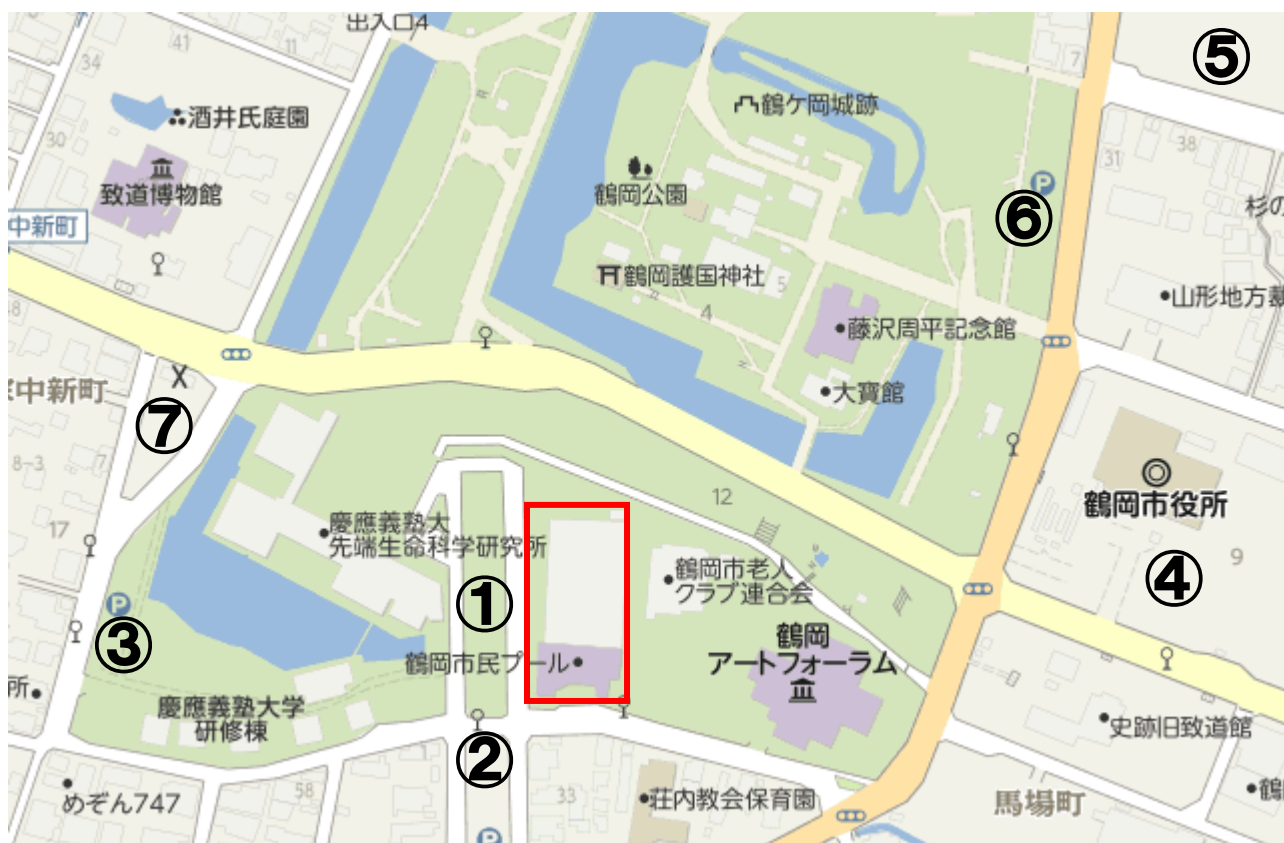 出入口4
41
11
⑤
34
7
酒井氏庭園
鶴ケ岡城跡
38
30
31
致道博物館
鶴岡公園
P
⑥
中新町
杉の
鶴岡護国神社
5
山形地方裁
4
藤沢周平記念館
中新町
大寶館
9
⑦
8-3
7
12
鶴岡市役所
17
慶應義塾大
先端生命科学研究所
9
鶴岡市老人
クラブ連合会
④
①
P
③
鶴岡
アートフォーラム
鶴岡市民プール
所
慶應義塾大学
研修棟
史跡旧致道館
②
めぞん747
58
33
荘内教会保育園
馬場町
鶴
P